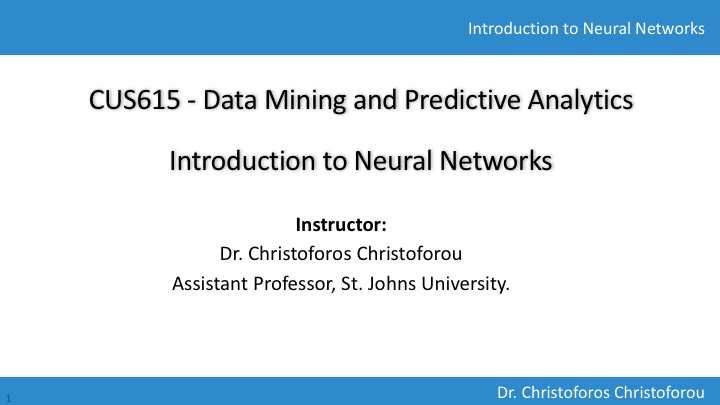 Introduction to Neural Networks
CUS615 - Data Mining and Predictive Analytics
Introduction to Neural Networks
Instructor:
Dr. Christoforos Christoforou
Assistant Professor, St. Johns University.
1
Dr. Christoforos Christoforou